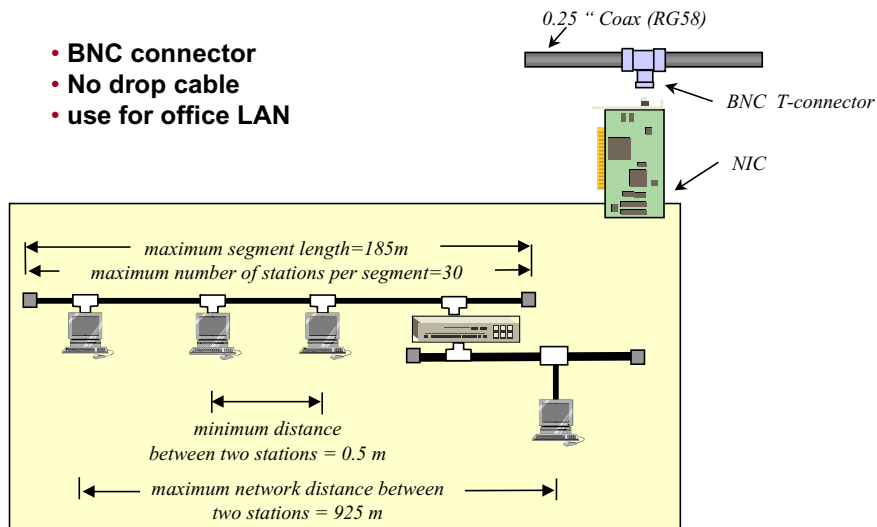 • BNC connector
• No drop cable
• use for office LAN
0.25 “ Coax (RG58)
BNC T-connector
NIC
maximum segment length=185m
maximum number of stations per segment=30
minimum distance
between two stations = 0.5 m
maximum network distance between
two stations = 925 m